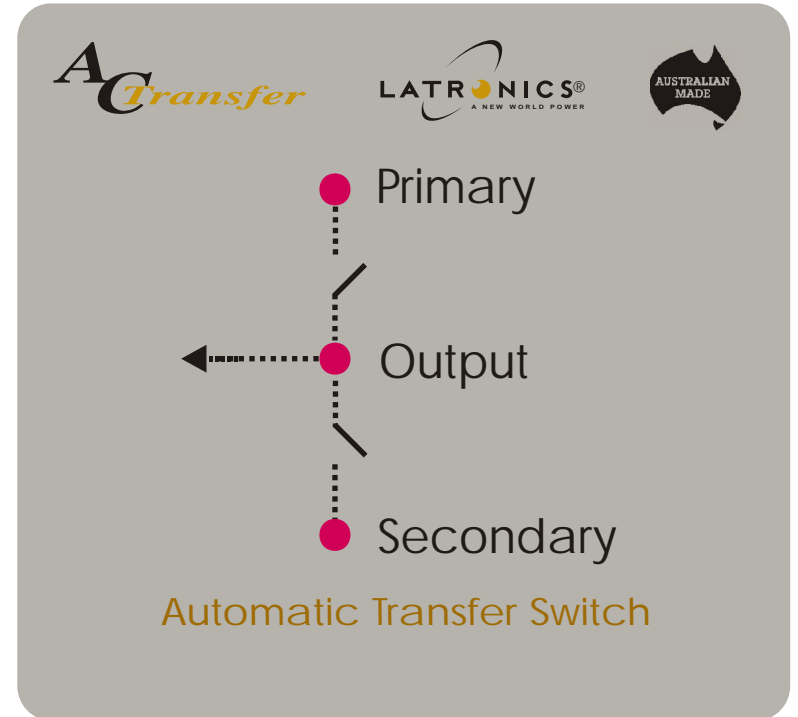 AC Transfer
LATRONICS®
A NEW WORLD POWER
AUSTRALIAN
MADE
Primary
Output
Secondary
Automatic Transfer Switch